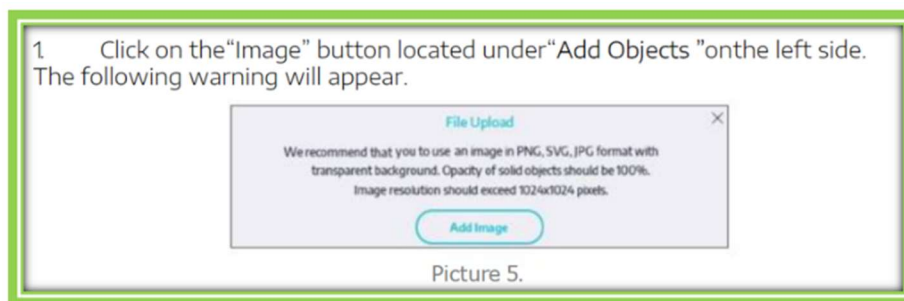 1 Click on the“Image” button located under“Add Objects ”onthe left side.
The following warning will appear.
File Upload
We recommend that you to use an image in PNG, SVG, JPG format with
transparent background. Opacity of solid objects should be 100%.
Image resolution should exceed 1024x1024 pixels.
Add Image
Picture 5.